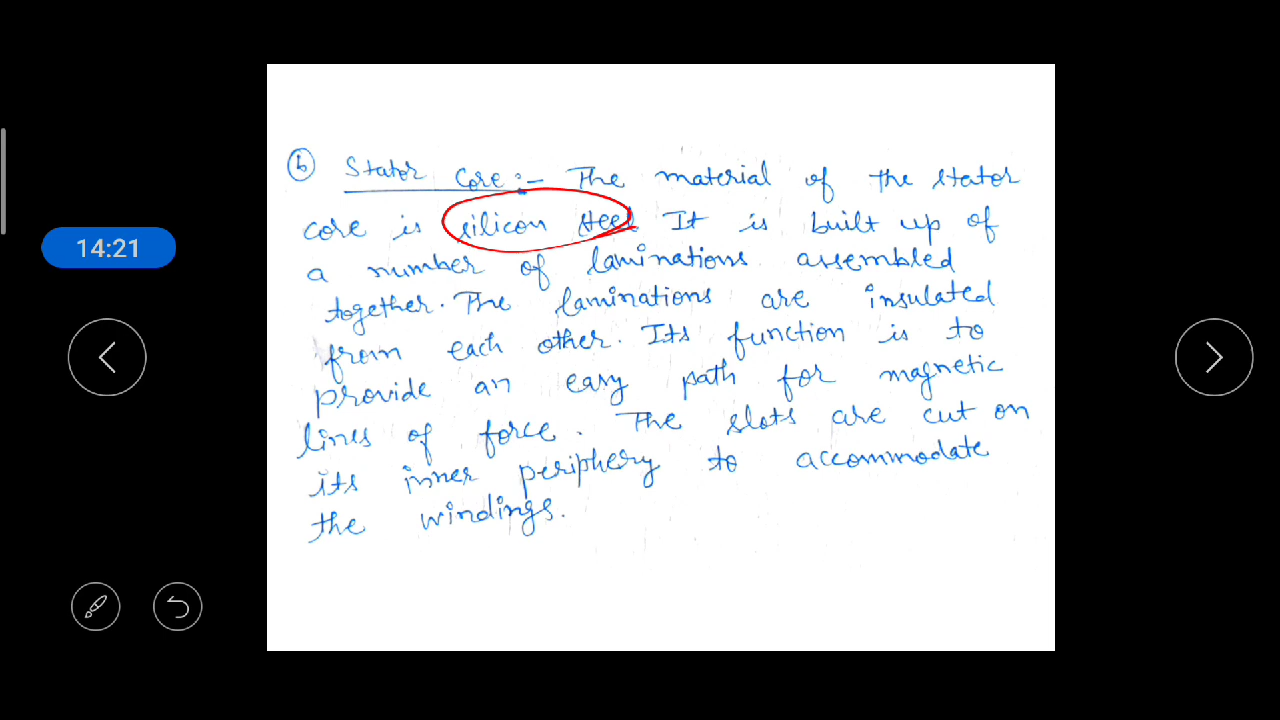 (b) Stator Core :- The material of the stator
core is silicon steel It is built up of
a number of laminations assembled
together. The laminations are insulated
from each other. Its function is to
provide an easy path for magnetic
lines of force. The slots are cut on
its inner periphery to accommodate
the windings.
14:21